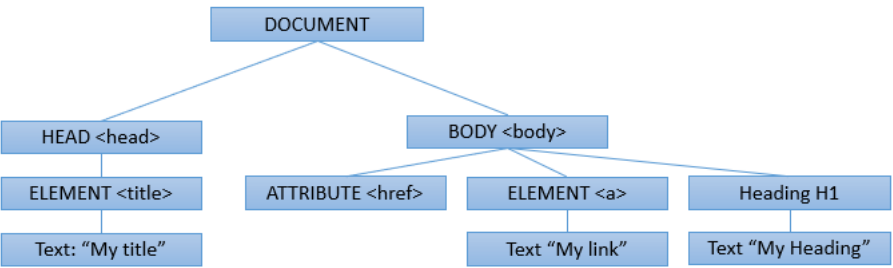 DOCUMENT
HEAD <head>
BODY <body>
ELEMENT <title>
ATTRIBUTE <href>
ELEMENT <a>
Heading H1
Text: “My title”
Text “My link”
Text “My Heading”